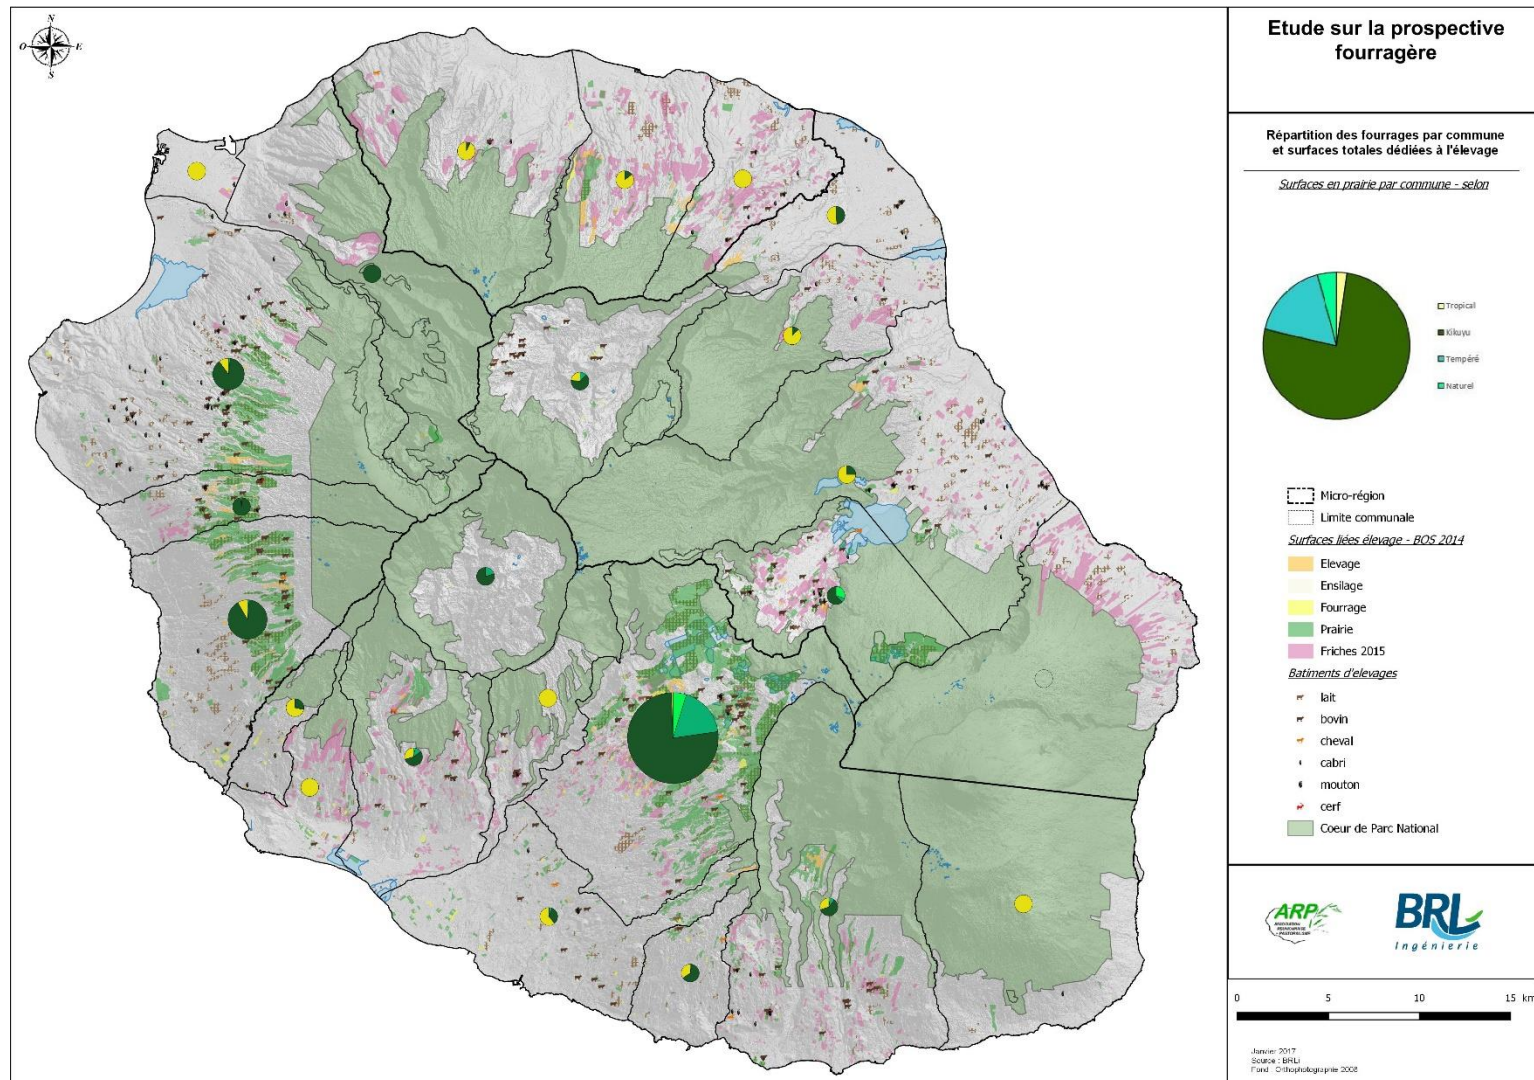 N
O
E
S
Etude sur la prospective
fourragère
Répartition des fourrages par commune
et surfaces totales dédiées à l'élevage
Surfaces en prairie par commune - selon
Tropical
Kikuyu
Tempéré
Naturel
Micro-région
Limite communale
Surfaces liées élevage - BOS 2014
Elevage
Ensilage
Fourrage
Prairie
Friches 2015
Batiments d'elevages
lait
bovin
cheval
cabri
mouton
cerf
Coeur de Parc National
ARP
BRL
Ingénierie
0 5 10 15 km
Janvier 2017
Source : BRLi
Fond : Orthophotographie 2008